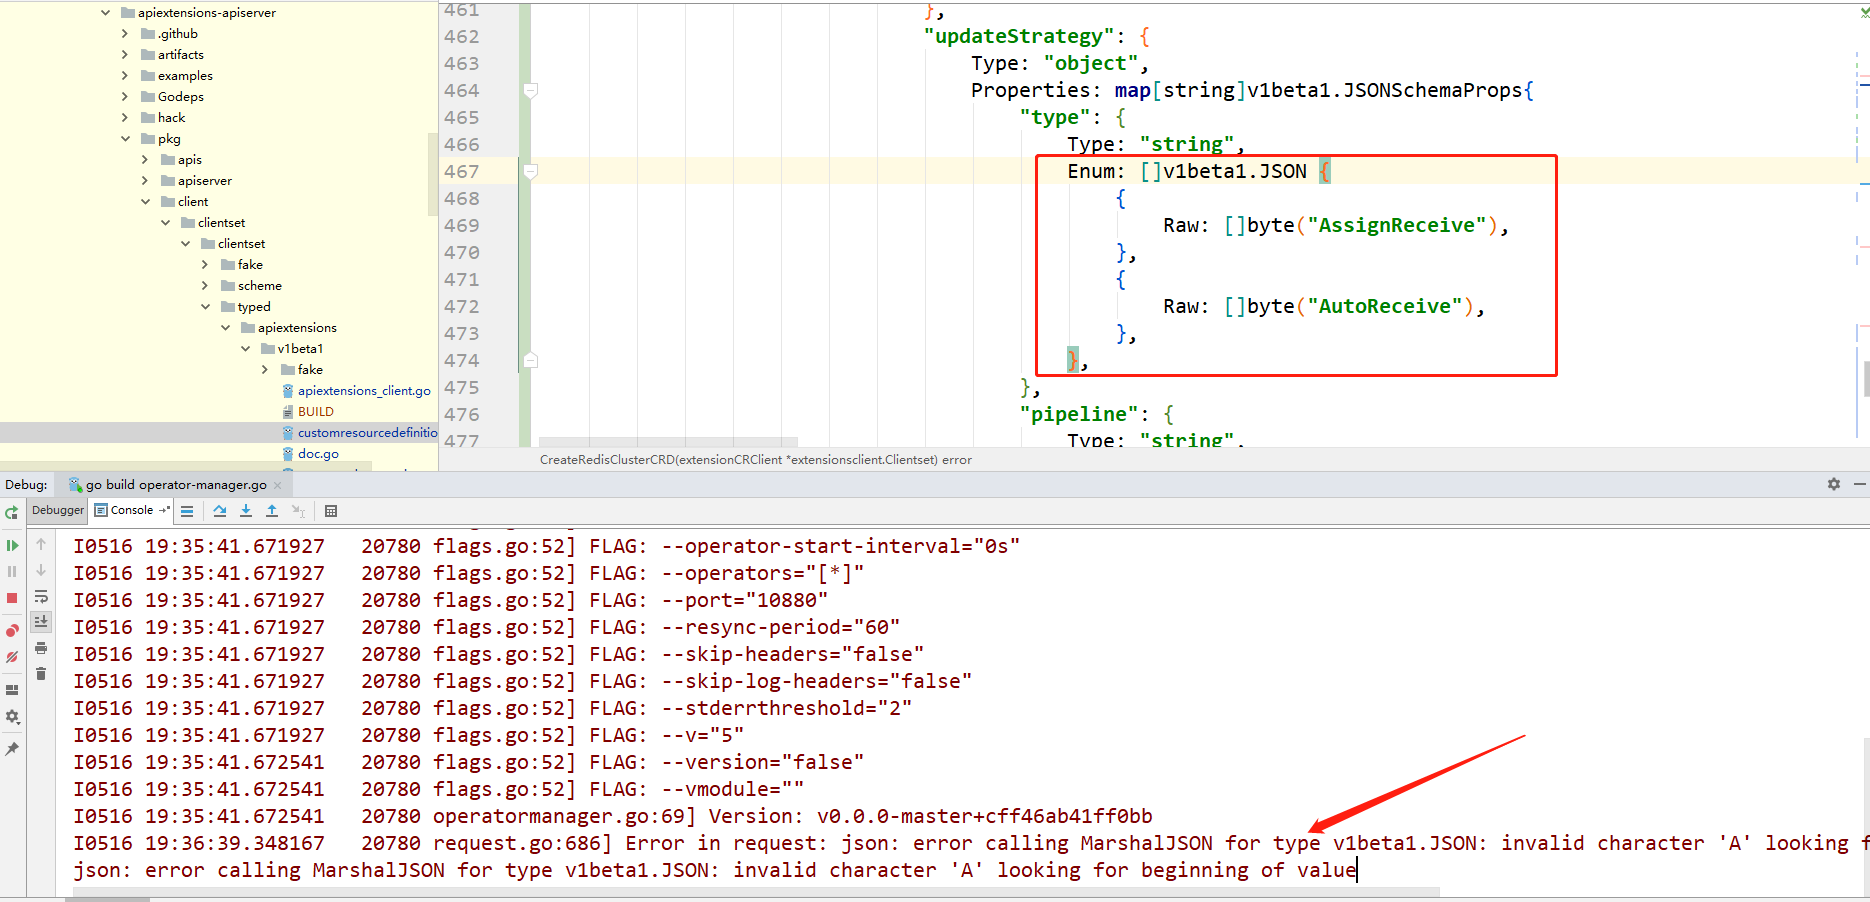 apiextensions-apiserver
.github
artifacts
examples
Godeps
hack
pkg
apis
apiserver
client
clientset
clientset
fake
scheme
typed
apiextensions
v1beta1
fake
apiextensions_client.go
BUILD
customresourcedefinitio
doc.go
461 },
462 "updateStrategy": {
463 Type: "object",
464 Properties: map[string]v1beta1.JSONSchemaProps{
465 "type": {
466 Type: "string",
467 Enum: []v1beta1.JSON {
468 {
469 Raw: []byte("AssignReceive"),
470 },
471 {
472 Raw: []byte("AutoReceive"),
473 },
474 },
475 },
476 "pipeline": {
477 Type: "string",
CreateRedisClusterCRD(extensionCRClient *extensionsclient.Clientset) error
Debug: go build operator-manager.go
Debugger Console
I0516 19:35:41.671927 20780 flags.go:52] FLAG: --operator-start-interval="0s"
I0516 19:35:41.671927 20780 flags.go:52] FLAG: --operators="[*]"
I0516 19:35:41.671927 20780 flags.go:52] FLAG: --port="10880"
I0516 19:35:41.671927 20780 flags.go:52] FLAG: --resync-period="60"
I0516 19:35:41.671927 20780 flags.go:52] FLAG: --skip-headers="false"
I0516 19:35:41.671927 20780 flags.go:52] FLAG: --skip-log-headers="false"
I0516 19:35:41.671927 20780 flags.go:52] FLAG: --stderrthreshold="2"
I0516 19:35:41.671927 20780 flags.go:52] FLAG: --v="5"
I0516 19:35:41.672541 20780 flags.go:52] FLAG: --version="false"
I0516 19:35:41.672541 20780 flags.go:52] FLAG: --vmodule=""
I0516 19:35:41.672541 20780 operatormanager.go:69] Version: v0.0.0-master+cff46ab41ff0bb
I0516 19:36:39.348167 20780 request.go:686] Error in request: json: error calling MarshalJSON for type v1beta1.JSON: invalid character 'A' looking f
json: error calling MarshalJSON for type v1beta1.JSON: invalid character 'A' looking for beginning of value